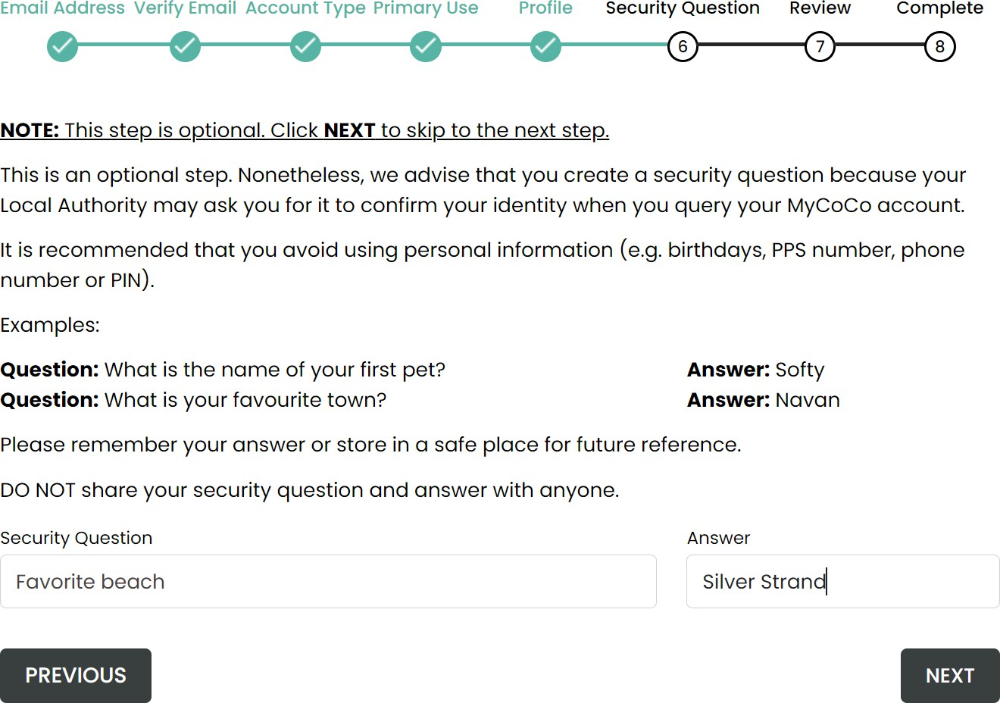 Email Address Verify Email Account Type Primary Use Profile Security Question Review Complete
6 7 8
NOTE: This step is optional. Click NEXT to skip to the next step.
This is an optional step. Nonetheless, we advise that you create a security question because your
Local Authority may ask you for it to confirm your identity when you query your MyCoCo account.
It is recommended that you avoid using personal information (e.g. birthdays, PPS number, phone
number or PIN).
Examples:
Question: What is the name of your first pet? Answer: Softy
Question: What is your favourite town? Answer: Navan
Please remember your answer or store in a safe place for future reference.
DO NOT share your security question and answer with anyone.
Security Question Answer
Favorite beach Silver Strand
PREVIOUS NEXT